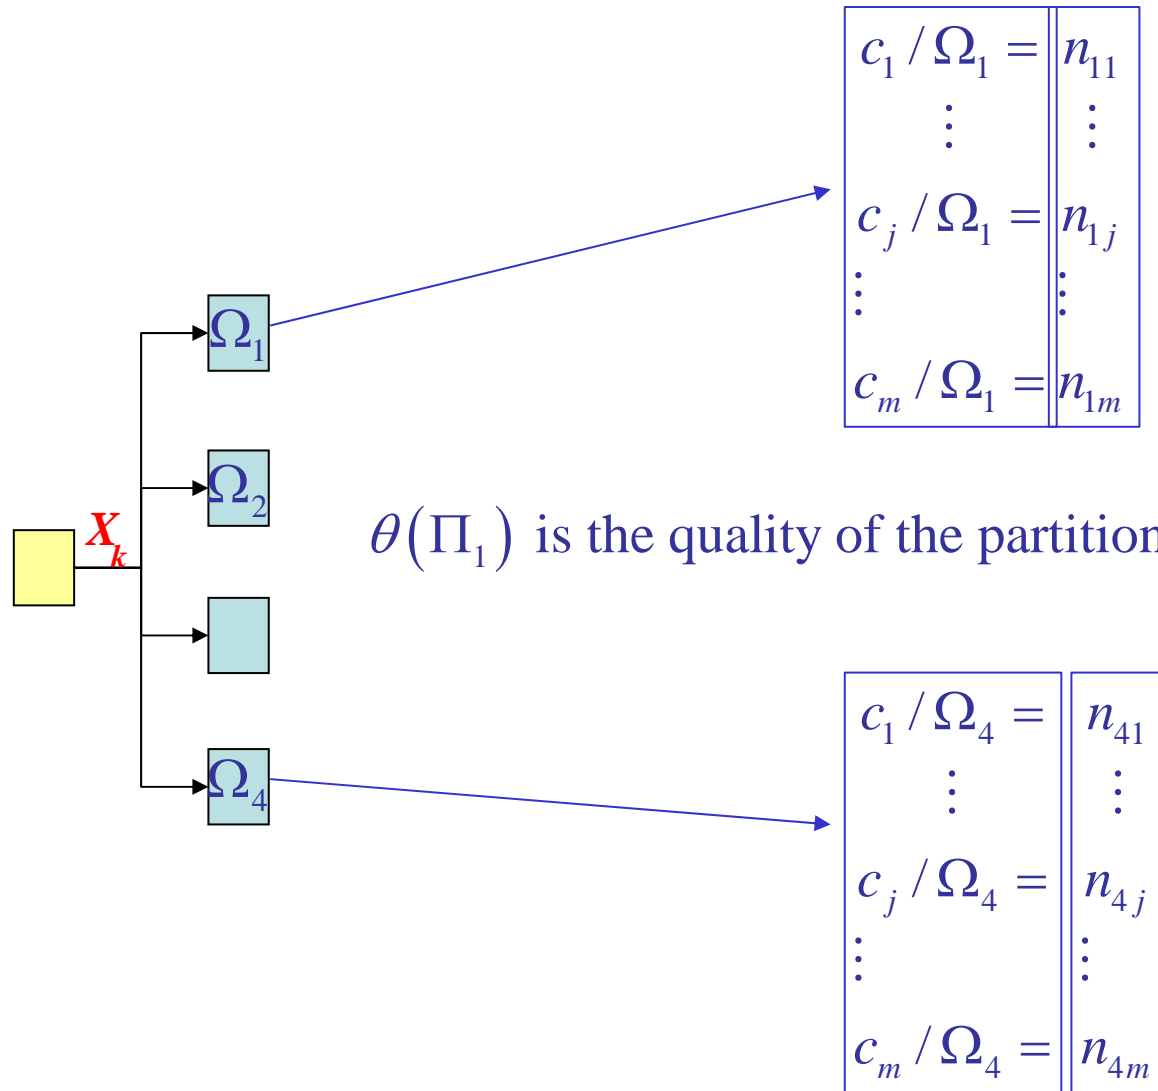 c₁ / Ω₁ = n₁₁
⋮ ⋮
c_j / Ω₁ = n₁j
⋮ ⋮
c_m / Ω₁ = n₁m
Ω₁
Ω₂
X_k
θ(Π₁) is the quality of the partition
Ω₄
c₁ / Ω₄ = n₄₁
⋮ ⋮
c_j / Ω₄ = n₄j
⋮ ⋮
c_m / Ω₄ = n₄m